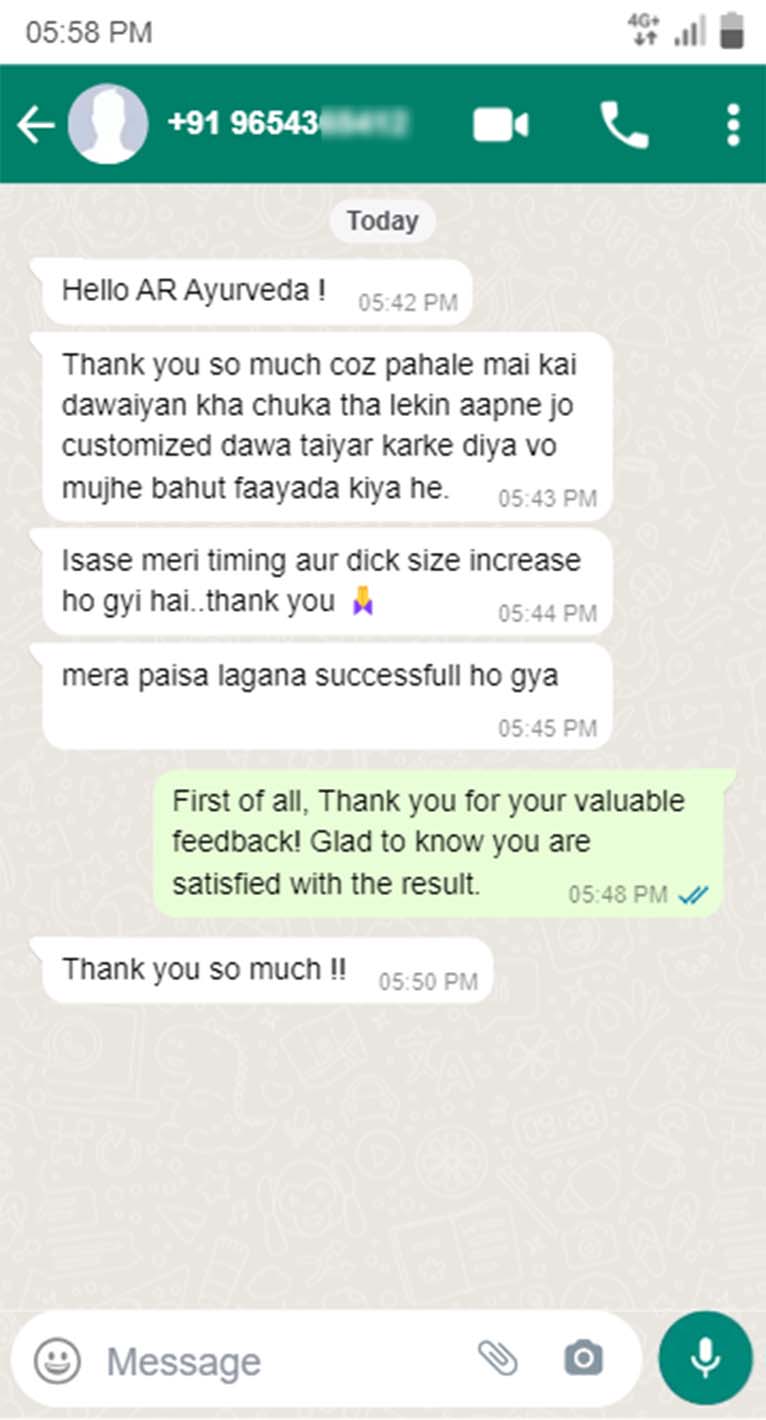 05:58 PM
4G+
+91 96543
Today
Hello AR Ayurveda !
05:42 PM
Thank you so much coz pahale mai kai
dawaiyan kha chuka tha lekin aapne jo
customized dawa taiyar karke diya vo
mujhe bahut faayada kiya he.
05:43 PM
Isase meri timing aur dick size increase
ho gyi hai..thank you 🙏
05:44 PM
mera paisa lagana successfull ho gya
05:45 PM
First of all, Thank you for your valuable
feedback! Glad to know you are
satisfied with the result.
05:48 PM
Thank you so much !!
05:50 PM
Message